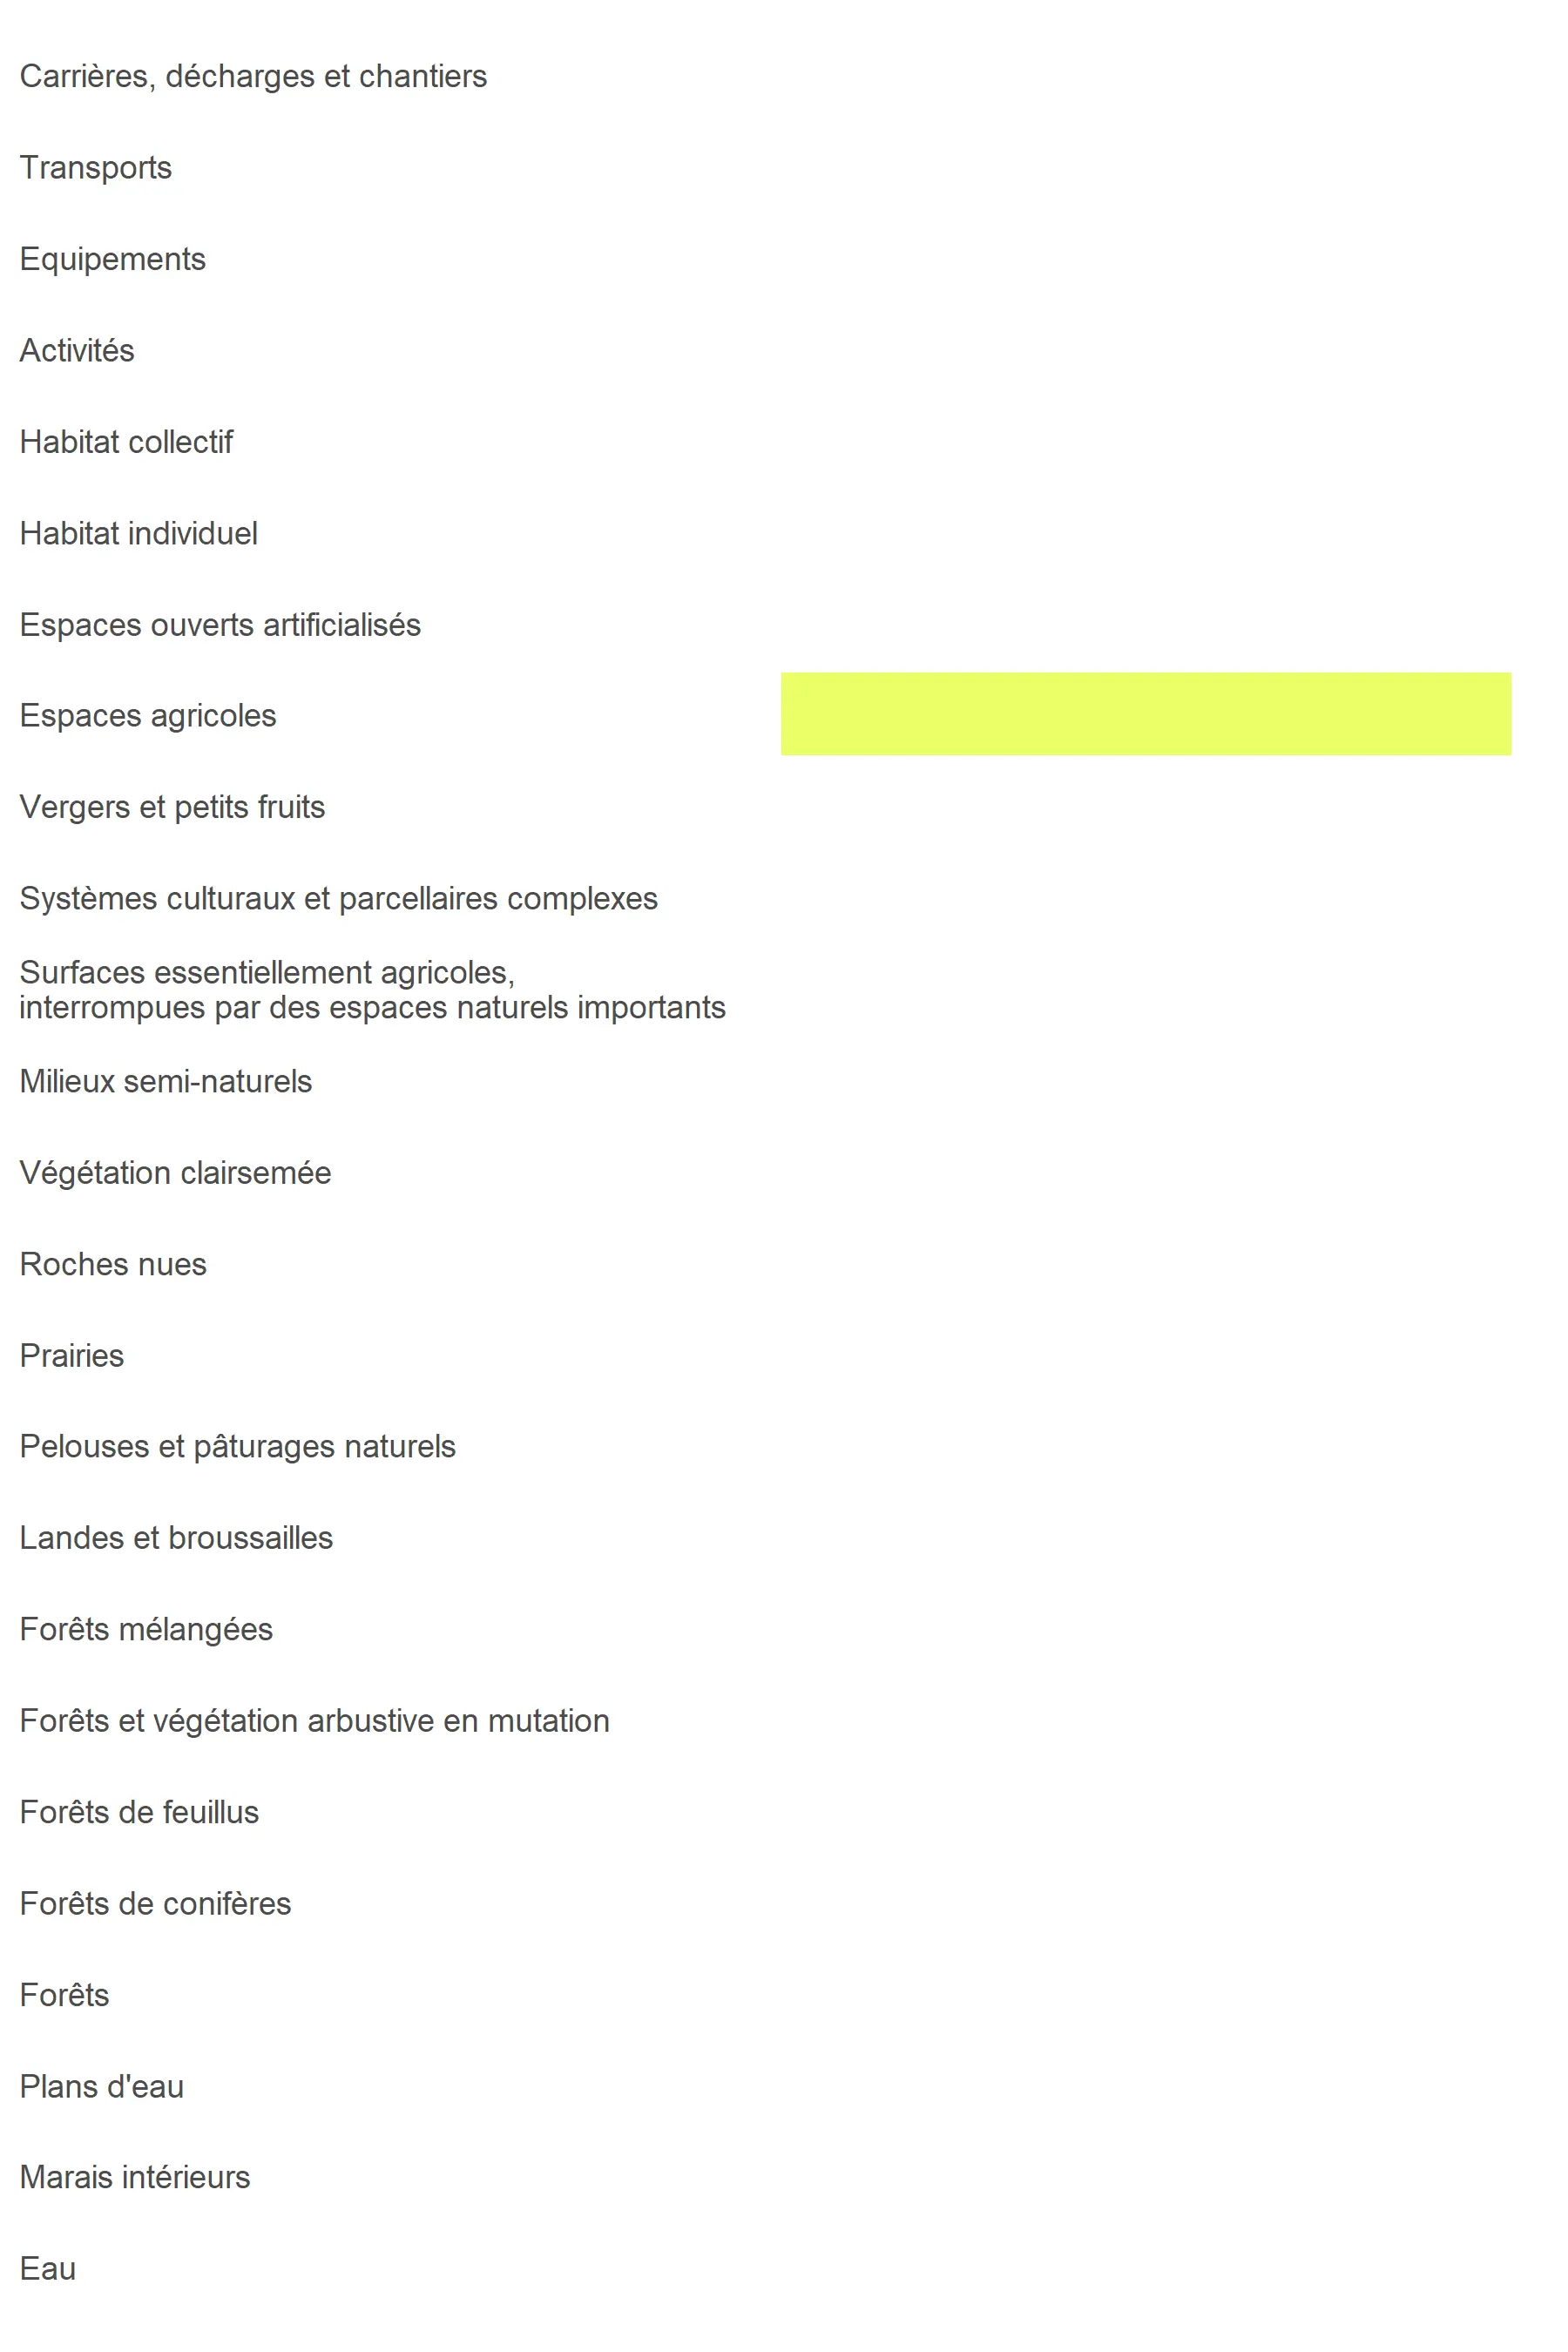 Carrières, décharges et chantiers
Transports
Equipements
Activités
Habitat collectif
Habitat individuel
Espaces ouverts artificialisés
Espaces agricoles
Vergers et petits fruits
Systèmes culturaux et parcellaires complexes
Surfaces essentiellement agricoles,
interrompues par des espaces naturels importants
Milieux semi-naturels
Végétation clairsemée
Roches nues
Prairies
Pelouses et pâturages naturels
Landes et broussailles
Forêts mélangées
Forêts et végétation arbustive en mutation
Forêts de feuillus
Forêts de conifères
Forêts
Plans d'eau
Marais intérieurs
Eau